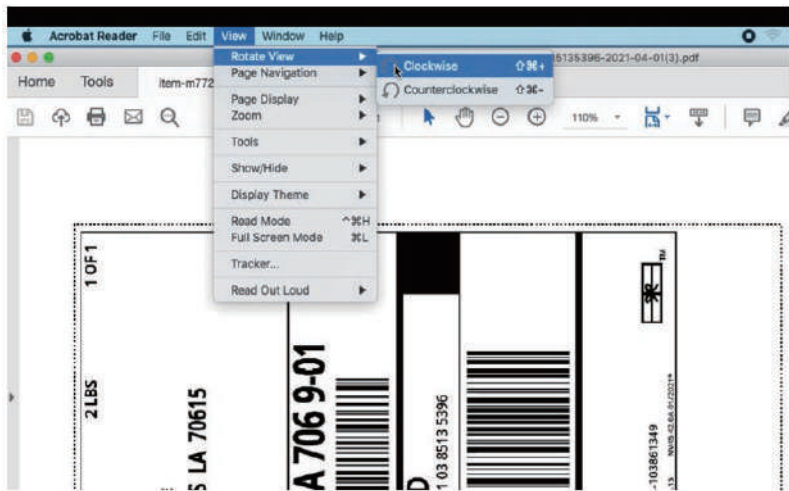 Acrobat Reader File Edit View Window Help
5135396-2021-04-01(3).pdf
Home Tools item-m772
Rotate View
Page Navigation
Page Display
Zoom
Tools
Show/Hide
Display Theme
Read Mode ^⌘H
Full Screen Mode ⌘L
Tracker...
Read Out Loud
Clockwise ⇧⌘+
Counterclockwise ⇧⌘-
110%
1 OF 1
2 LBS
S LA 70615
A 706 9-01
1 03 8513 5396
TM
-103861349